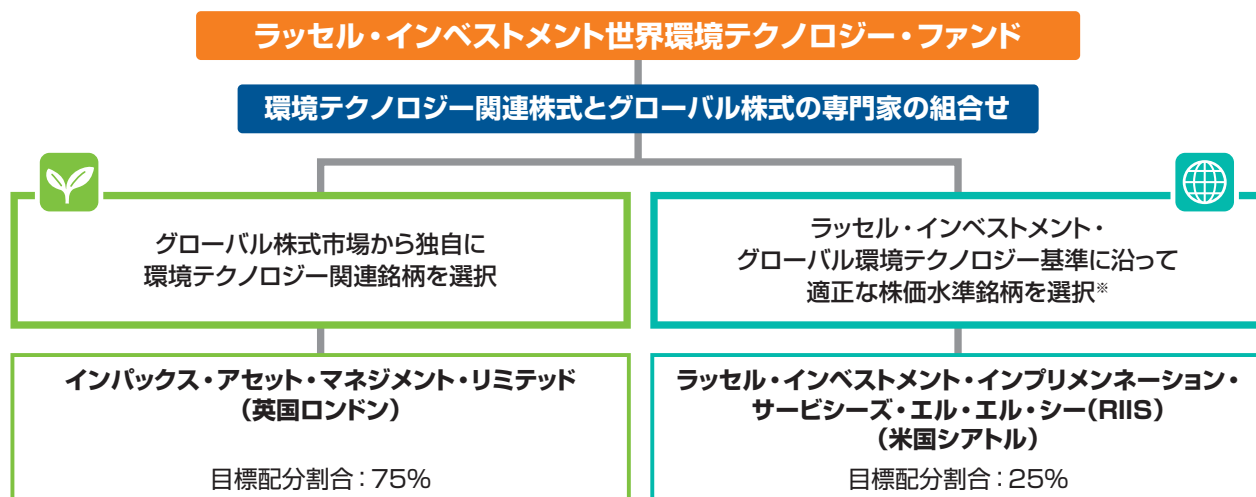 ラッセル・インベストメント世界環境テクノロジー・ファンド
環境テクノロジー関連株式とグローバル株式の専門家の組合せ
グローバル株式市場から独自に
環境テクノロジー関連銘柄を選択
ラッセル・インベストメント・
グローバル環境テクノロジー基準に沿って
適正な株価水準銘柄を選択※
インパックス・アセット・マネジメント・リミテッド
(英国ロンドン)
目標配分割合:75%
ラッセル・インベストメント・インプリメンネーション・
サービシーズ・エル・エル・シー(RIIS)
(米国シアトル)
目標配分割合:25%